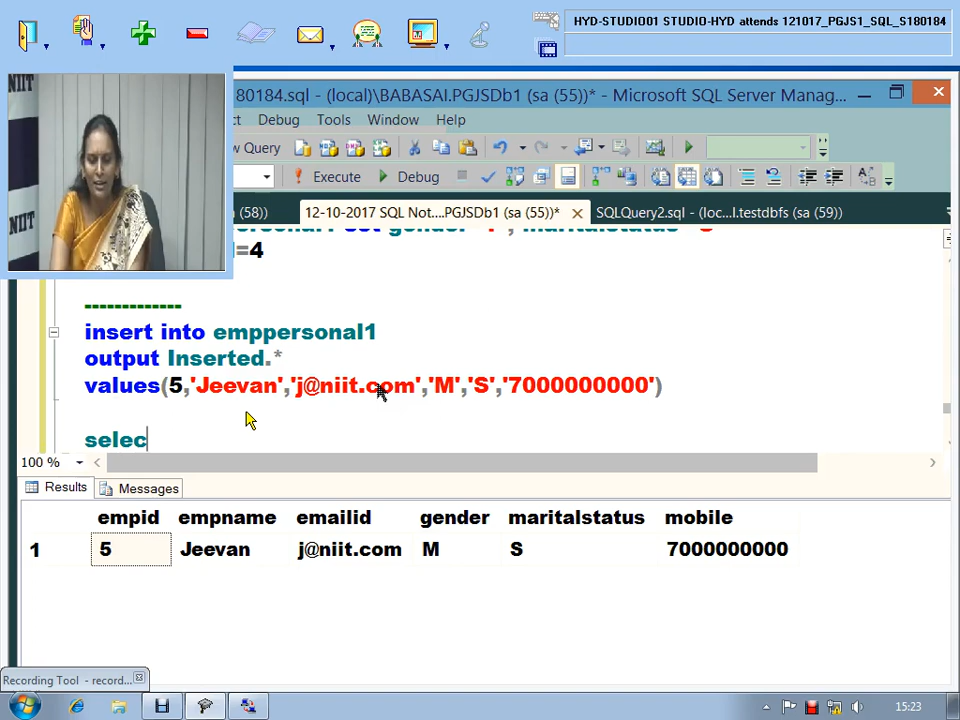 HYD-STUDIO01 STUDIO-HYD attends 121017_PGJS1_SQL_S180184
NIIT
NIIT
80184.sql - (local)\BABASAI.PGJSDb1 (sa (55))* - Microsoft SQL Server Manag...
ct Debug Tools Window Help
w Query
Execute Debug
(58)) 12-10-2017 SQL Not....PGJSDb1 (sa (55))* SQLQuery2.sql - (loc...l.testdbfs (sa (59))
=4
-------------
insert into emppersonal1
output Inserted.*
values(5,'Jeevan','j@niit.com','M','S','7000000000')
selec
100 %
Results Messages
empid empname emailid gender maritalstatus mobile
1 5 Jeevan j@niit.com M S 7000000000
Recording Tool - record...
15:23